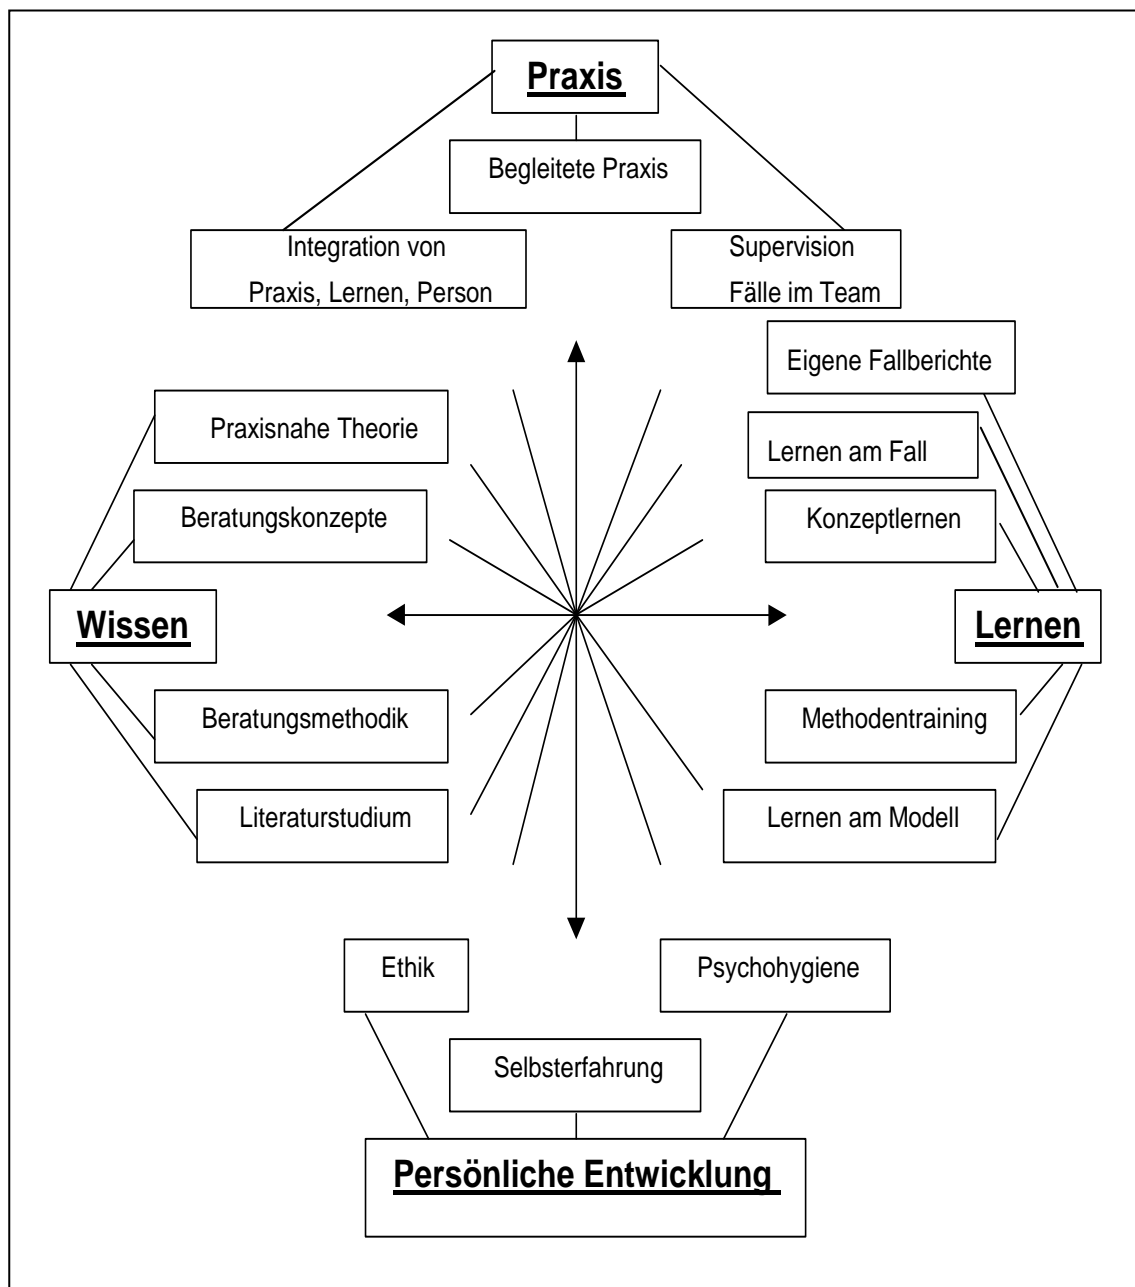 Praxis
Begleitete Praxis
Integration von
Praxis, Lernen, Person
Supervision
Fälle im Team
Eigene Fallberichte
Praxisnahe Theorie
Lernen am Fall
Beratungskonzepte
Konzeptlernen
Wissen
Lernen
Beratungsmethodik
Methodentraining
Literaturstudium
Lernen am Modell
Ethik
Psychohygiene
Selbsterfahrung
Persönliche Entwicklung